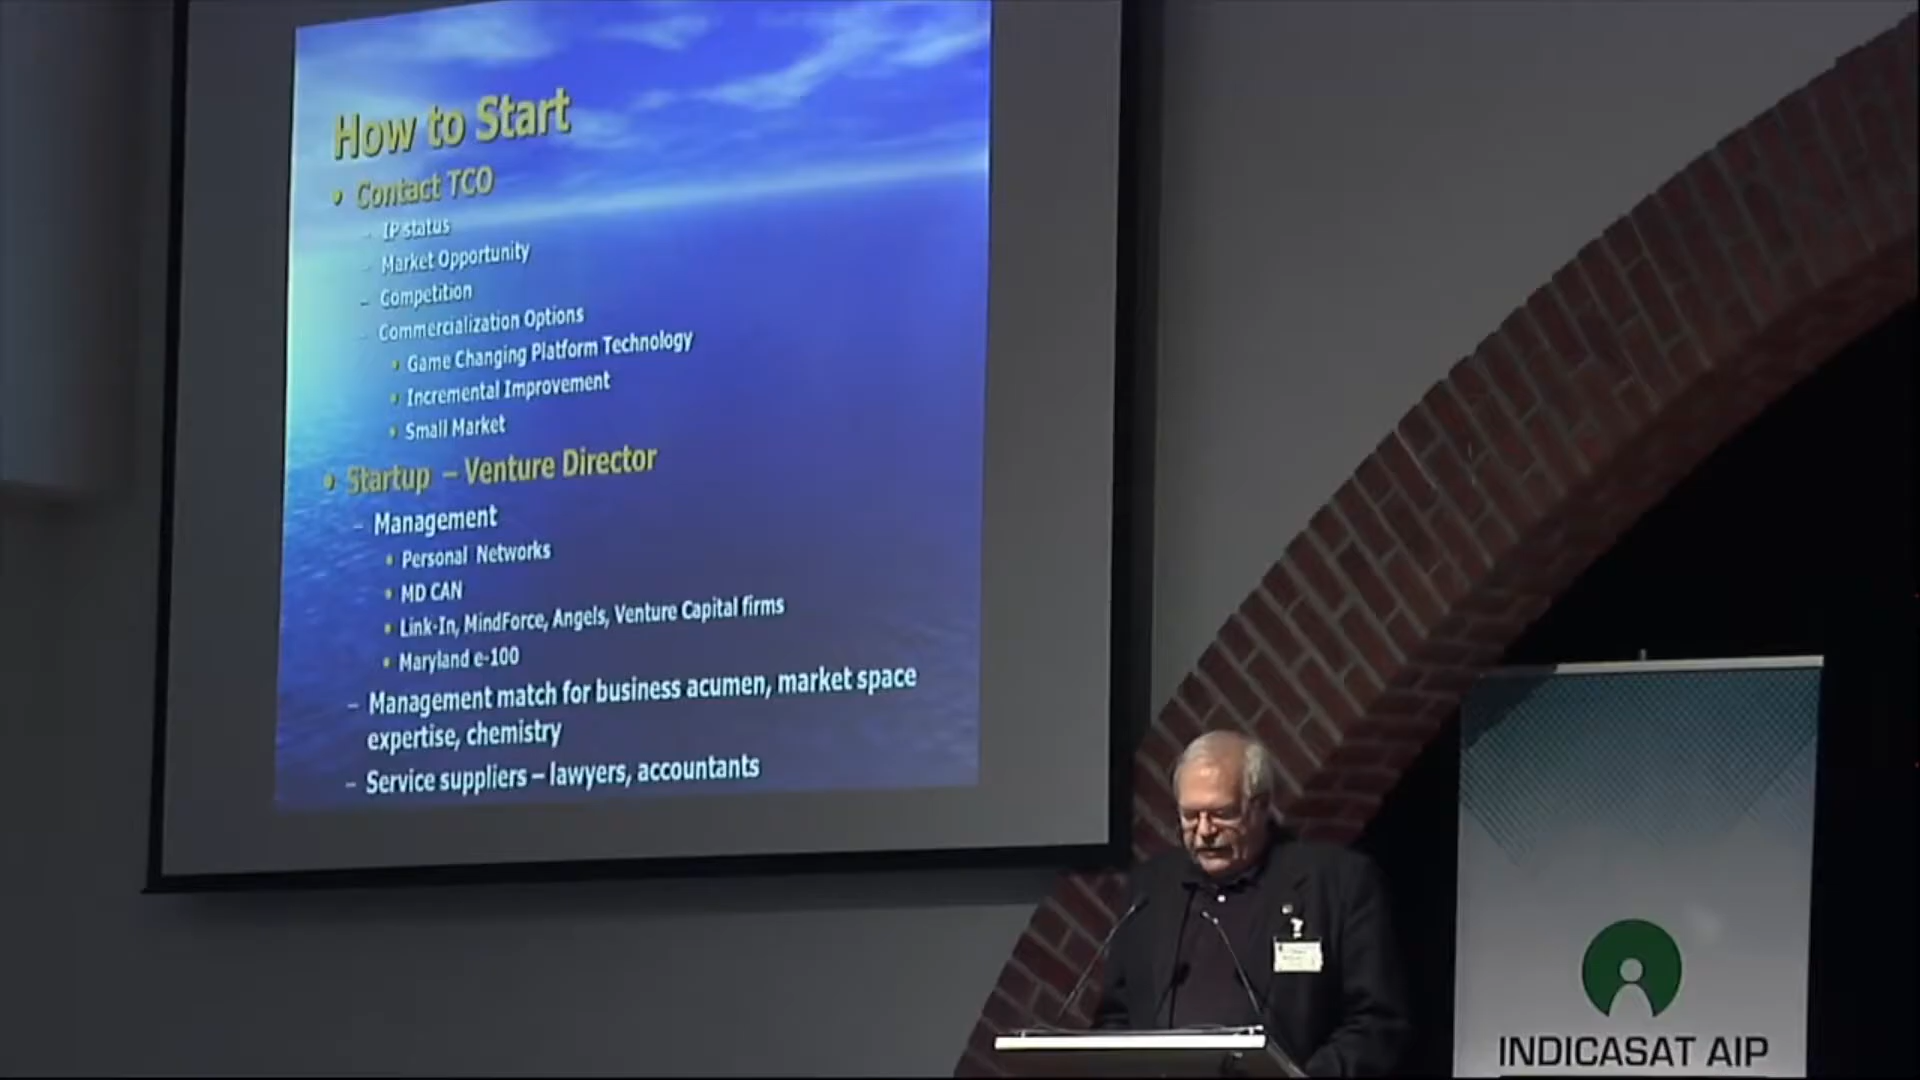 How to Start
• Contact TCO
– IP status
– Market Opportunity
– Competition
– Commercialization Options
• Game Changing Platform Technology
• Incremental Improvement
• Small Market
• Startup – Venture Director
– Management
• Personal Networks
• MD CAN
• Link-In, MindForce, Angels, Venture Capital firms
• Maryland e-100
– Management match for business acumen, market space
expertise, chemistry
– Service suppliers – lawyers, accountants
INDICASAT AIP